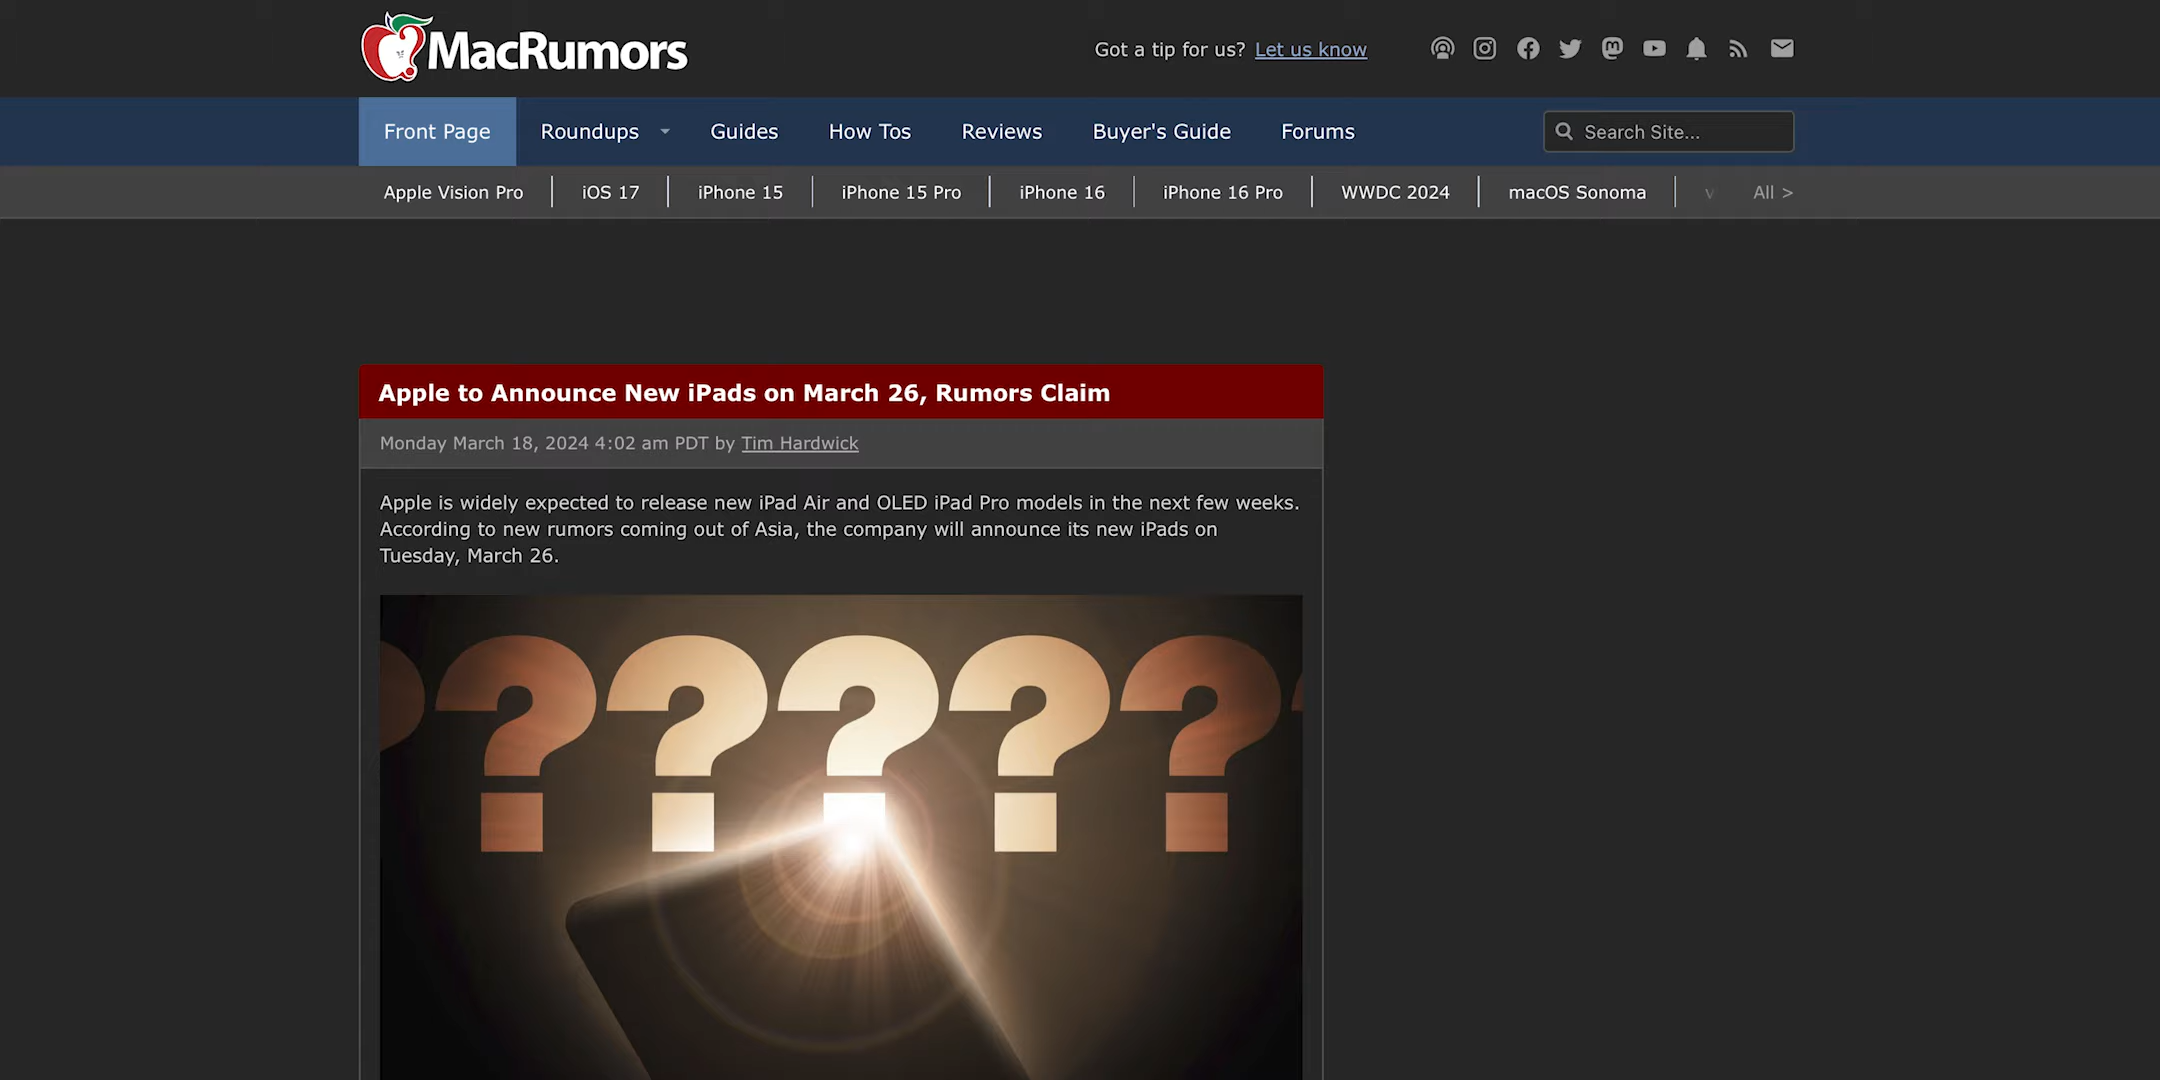 MacRumors
Got a tip for us? Let us know
Front Page Roundups Guides How Tos Reviews Buyer's Guide Forums Search Site...
Apple Vision Pro iOS 17 iPhone 15 iPhone 15 Pro iPhone 16 iPhone 16 Pro WWDC 2024 macOS Sonoma v All >
Apple to Announce New iPads on March 26, Rumors Claim
Monday March 18, 2024 4:02 am PDT by Tim Hardwick
Apple is widely expected to release new iPad Air and OLED iPad Pro models in the next few weeks.
According to new rumors coming out of Asia, the company will announce its new iPads on
Tuesday, March 26.
?????